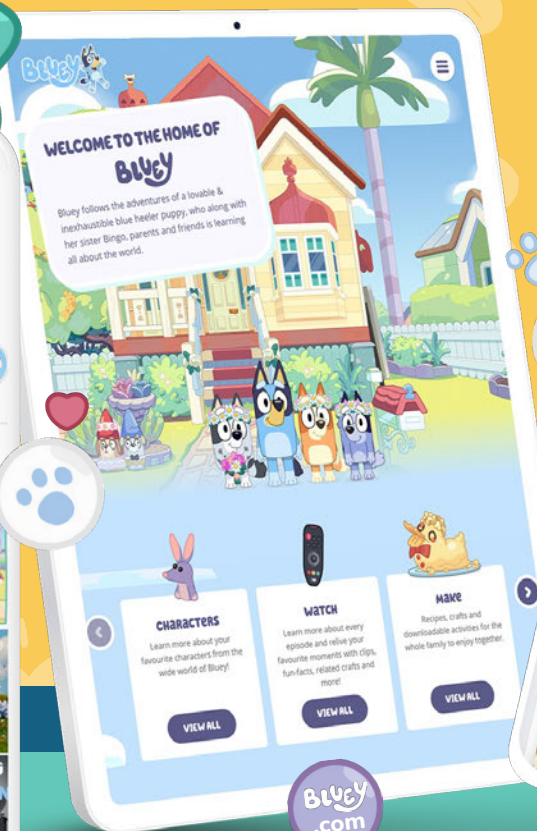 BLUEY
WELCOME TO THE HOME OF
BLUEY
Bluey follows the adventures of a lovable &
inexhaustible blue heeler puppy, who along with
her sister Bingo, parents and friends is learning
all about the world.
CHARACTERS
Learn more about your
favourite characters from the
wide world of Bluey!
VIEW ALL
WATCH
Learn more about every
episode and relive your
favourite moments with clips,
fun-facts, related crafts and
more!
VIEW ALL
MAKE
Recipes, crafts and
downloadable activities for the
whole family to enjoy together.
VIEW ALL
BLUEY
.com